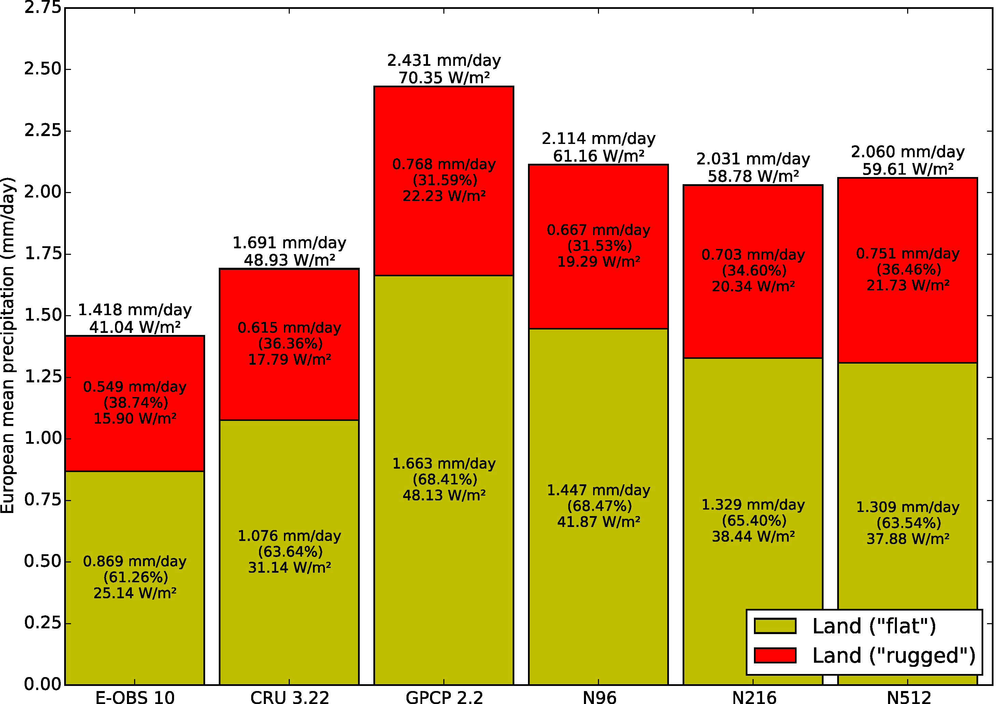 European mean precipitation (mm/day)
2.75
2.50
2.25
2.00
1.75
1.50
1.25
1.00
0.75
0.50
0.25
0.00
1.418 mm/day
41.04 W/m²
0.549 mm/day
(38.74%)
15.90 W/m²
0.869 mm/day
(61.26%)
25.14 W/m²
1.691 mm/day
48.93 W/m²
0.615 mm/day
(36.36%)
17.79 W/m²
1.076 mm/day
(63.64%)
31.14 W/m²
2.431 mm/day
70.35 W/m²
0.768 mm/day
(31.59%)
22.23 W/m²
1.663 mm/day
(68.41%)
48.13 W/m²
2.114 mm/day
61.16 W/m²
0.667 mm/day
(31.53%)
19.29 W/m²
1.447 mm/day
(68.47%)
41.87 W/m²
2.031 mm/day
58.78 W/m²
0.703 mm/day
(34.60%)
20.34 W/m²
1.329 mm/day
(65.40%)
38.44 W/m²
2.060 mm/day
59.61 W/m²
0.751 mm/day
(36.46%)
21.73 W/m²
1.309 mm/day
(63.54%)
37.88 W/m²
Land ("flat")
Land ("rugged")
E-OBS 10
CRU 3.22
GPCP 2.2
N96
N216
N512